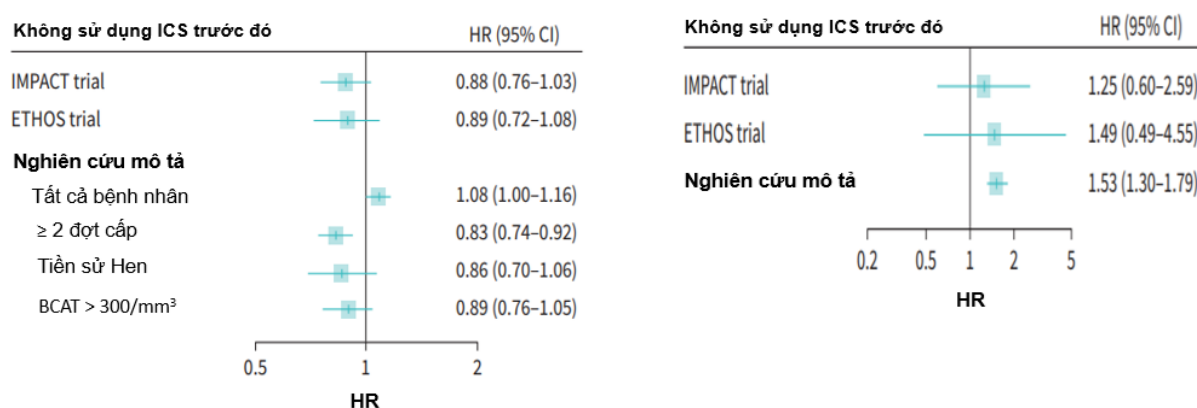 Không sử dụng ICS trước đó HR (95% CI)
IMPACT trial 0.88 (0.76–1.03)
ETHOS trial 0.89 (0.72–1.08)
Nghiên cứu mô tả
Tất cả bệnh nhân 1.08 (1.00–1.16)
≥ 2 đợt cấp 0.83 (0.74–0.92)
Tiền sử Hen 0.86 (0.70–1.06)
BCAT > 300/mm³ 0.89 (0.76–1.05)
0.5 1 2
HR
Không sử dụng ICS trước đó HR (95% CI)
IMPACT trial 1.25 (0.60–2.59)
ETHOS trial 1.49 (0.49–4.55)
Nghiên cứu mô tả 1.53 (1.30–1.79)
0.2 0.5 1 2 5
HR